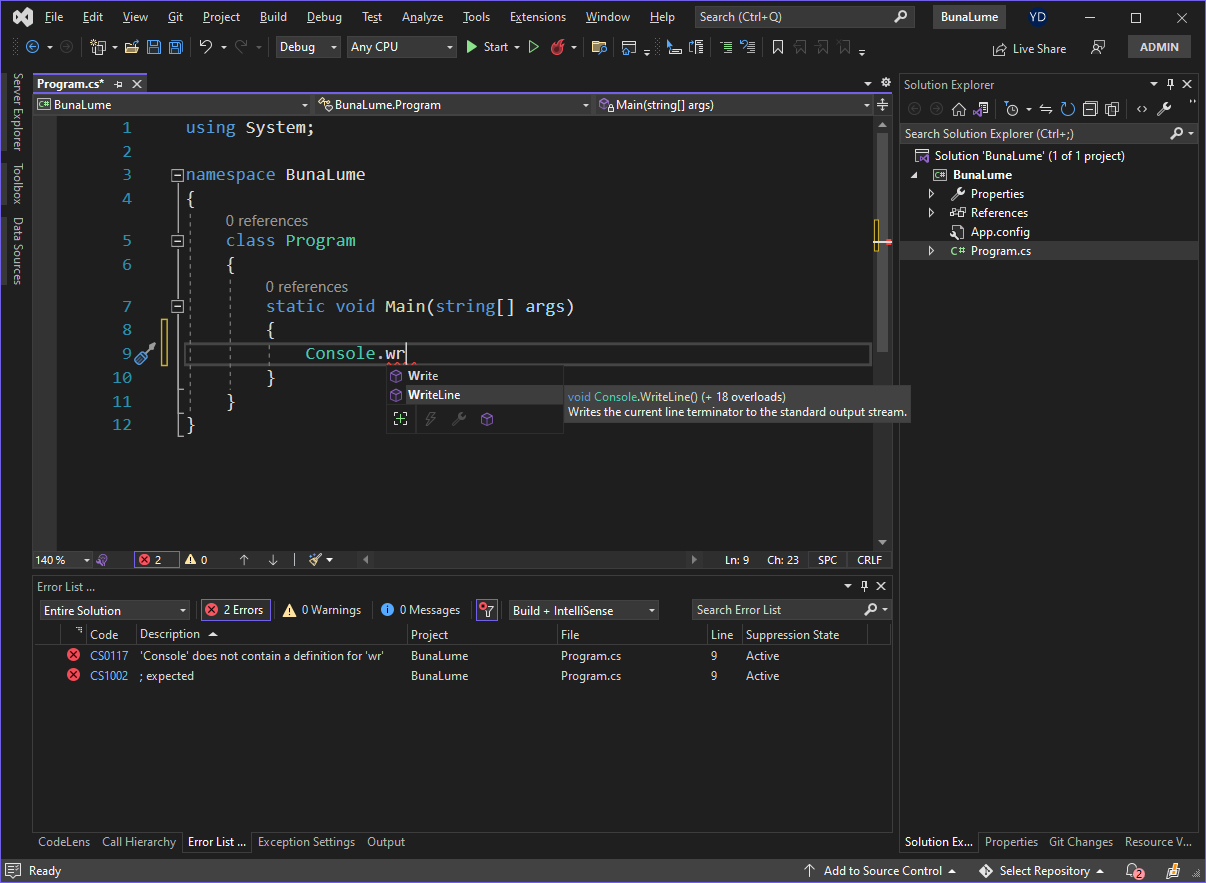 File Edit View Git Project Build Debug Test Analyze Tools Extensions Window Help Search (Ctrl+Q) BunaLume YD
Debug Any CPU Start Live Share ADMIN
Server Explorer
Toolbox
Data Sources
Program.cs*
BunaLume BunaLume.Program Main(string[] args)
1 using System;
2
3 namespace BunaLume
4 {
0 references
5 class Program
6 {
0 references
7 static void Main(string[] args)
8 {
9 Console.wr
10 }
11 }
12 }
Write
WriteLine
void Console.WriteLine() (+ 18 overloads)
Writes the current line terminator to the standard output stream.
140 % 2 0 Ln: 9 Ch: 23 SPC CRLF
Solution Explorer
Search Solution Explorer (Ctrl+;)
Solution 'BunaLume' (1 of 1 project)
C# BunaLume
Properties
References
App.config
C# Program.cs
Error List ...
Entire Solution 2 Errors 0 Warnings 0 Messages Build + IntelliSense Search Error List
Code Description Project File Line Suppression State
CS0117 'Console' does not contain a definition for 'wr' BunaLume Program.cs 9 Active
CS1002 ; expected BunaLume Program.cs 9 Active
CodeLens Call Hierarchy Error List ... Exception Settings Output
Solution Ex... Properties Git Changes Resource V...
Ready Add to Source Control Select Repository 2